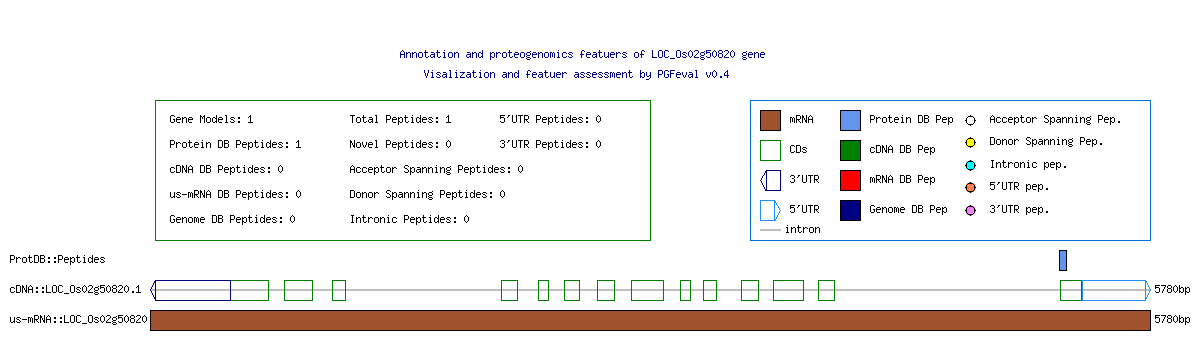 Annotation and proteogenomics featuers of LOC_Os02g50820 gene
Visalization and featuer assessment by PGFeval v0.4
Gene Models: 1 Total Peptides: 1 5'UTR Peptides: 0
Protein DB Peptides: 1 Novel Peptides: 0 3'UTR Peptides: 0
cDNA DB Peptides: 0 Acceptor Spanning Peptides: 0
us-mRNA DB Peptides: 0 Donor Spanning Peptides: 0
Genome DB Peptides: 0 Intronic Peptides: 0
mRNA Protein DB Pep Acceptor Spanning Pep.
CDs cDNA DB Pep Donor Spanning Pep.
3'UTR mRNA DB Pep Intronic pep.
5'UTR Genome DB Pep 5'UTR pep.
intron 3'UTR pep.
ProtDB::Peptides
cDNA::LOC_Os02g50820.1 5780bp
us-mRNA::LOC_Os02g50820 5780bp